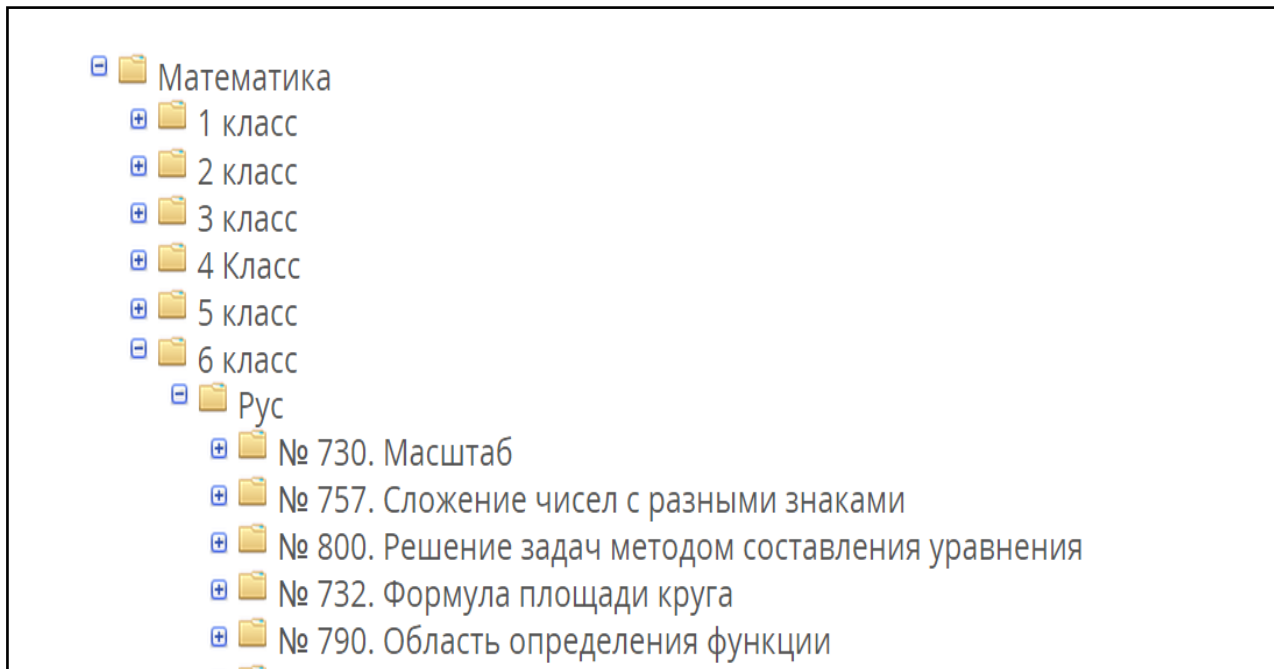 Математика
1 класс
2 класс
3 класс
4 Класс
5 класс
6 класс
Рус
№ 730. Масштаб
№ 757. Сложение чисел с разными знаками
№ 800. Решение задач методом составления уравнения
№ 732. Формула площади круга
№ 790. Область определения функции